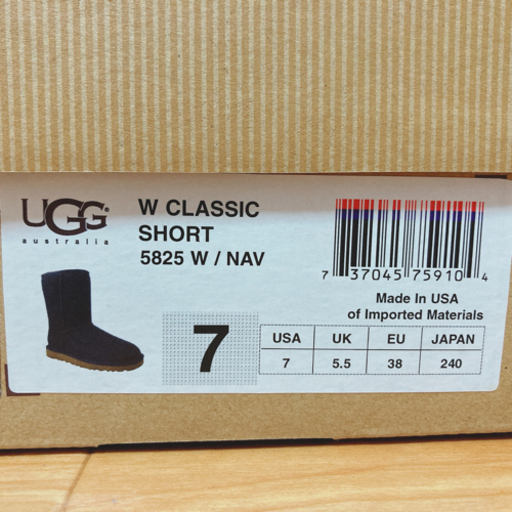 UGG
australia
W CLASSIC
SHORT
5825 W / NAV
7 37045 75910 4
Made In USA
of Imported Materials
7
USA UK EU JAPAN
7 5.5 38 240